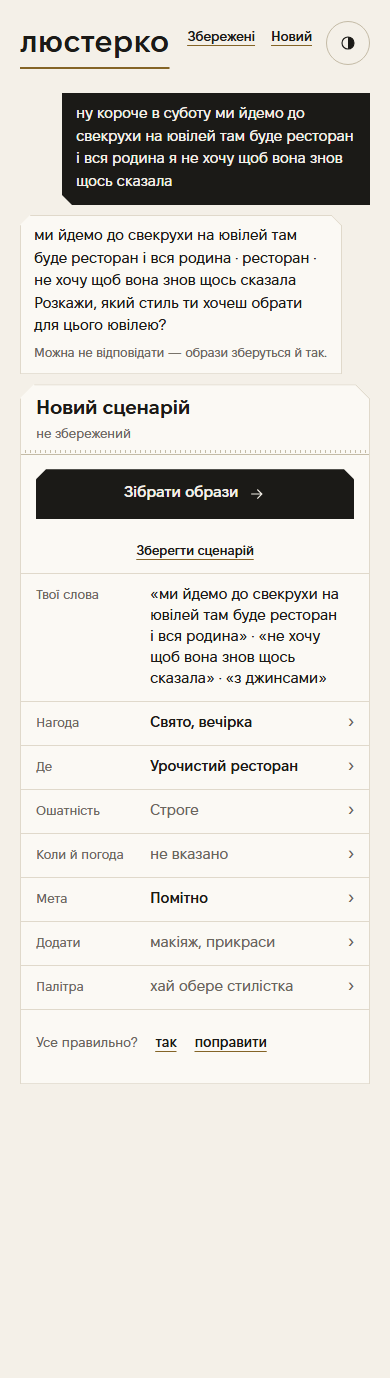 люстерко
Збережені Новий
ну короче в суботу ми йдемо до
свекрухи на ювілей там буде ресторан
і вся родина я не хочу щоб вона знов
щось сказала
ми йдемо до свекрухи на ювілей там
буде ресторан і вся родина · ресторан ·
не хочу щоб вона знов щось сказала
Розкажи, який стиль ти хочеш обрати
для цього ювілею?
Можна не відповідати — образи зберуться й так.
Новий сценарій
не збережений
Зібрати образи →
Зберегти сценарій
Твої слова «ми йдемо до свекрухи на
ювілей там буде ресторан
і вся родина» · «не хочу
щоб вона знов щось
сказала» · «з джинсами»
Нагода Свято, вечірка ›
Де Урочистий ресторан ›
Ошатність Строге ›
Коли й погода не вказано ›
Мета Помітно ›
Додати макіяж, прикраси ›
Палітра хай обере стилістка ›
Усе правильно? так поправити